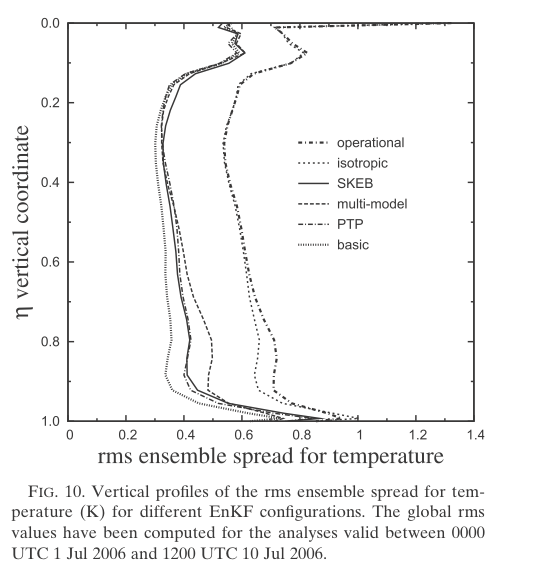 0.0
0.2
0.4
0.6
0.8
1.0
η vertical coordinate
operational
isotropic
SKEB
multi-model
PTP
basic
0 0.2 0.4 0.6 0.8 1 1.2 1.4
rms ensemble spread for temperature
FIG. 10. Vertical profiles of the rms ensemble spread for tem-
perature (K) for different EnKF configurations. The global rms
values have been computed for the analyses valid between 0000
UTC 1 Jul 2006 and 1200 UTC 10 Jul 2006.